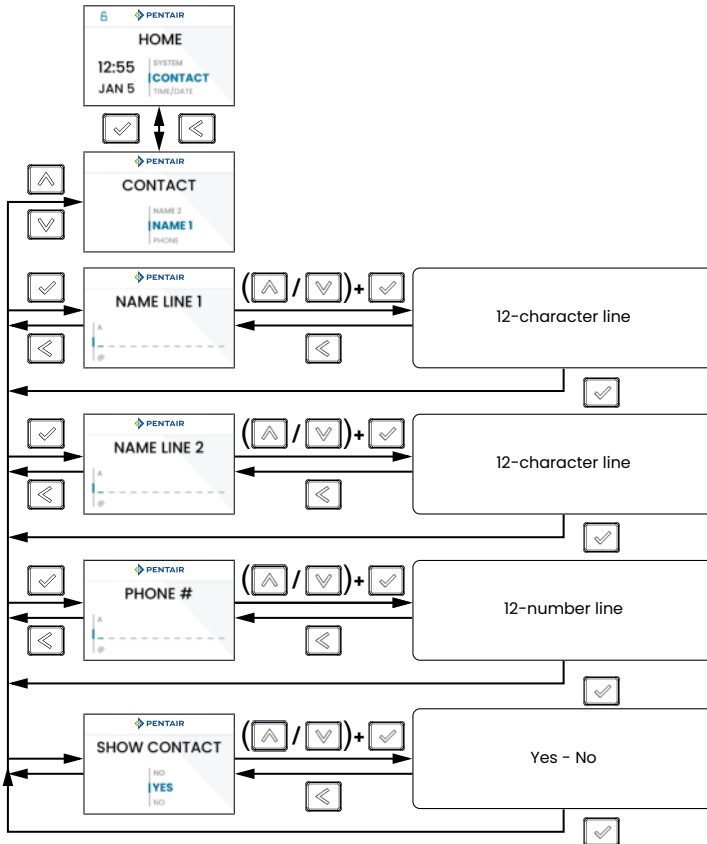 PENTAIR
HOME
12:55
JAN 5
SYSTEM
CONTACT
TIME/DATE
PENTAIR
CONTACT
NAME 2
NAME 1
PHONE
PENTAIR
NAME LINE 1
A
@
( / )+
12-character line
PENTAIR
NAME LINE 2
A
@
( / )+
12-character line
PENTAIR
PHONE #
A
@
( / )+
12-number line
PENTAIR
SHOW CONTACT
NO
YES
NO
( / )+
Yes - No